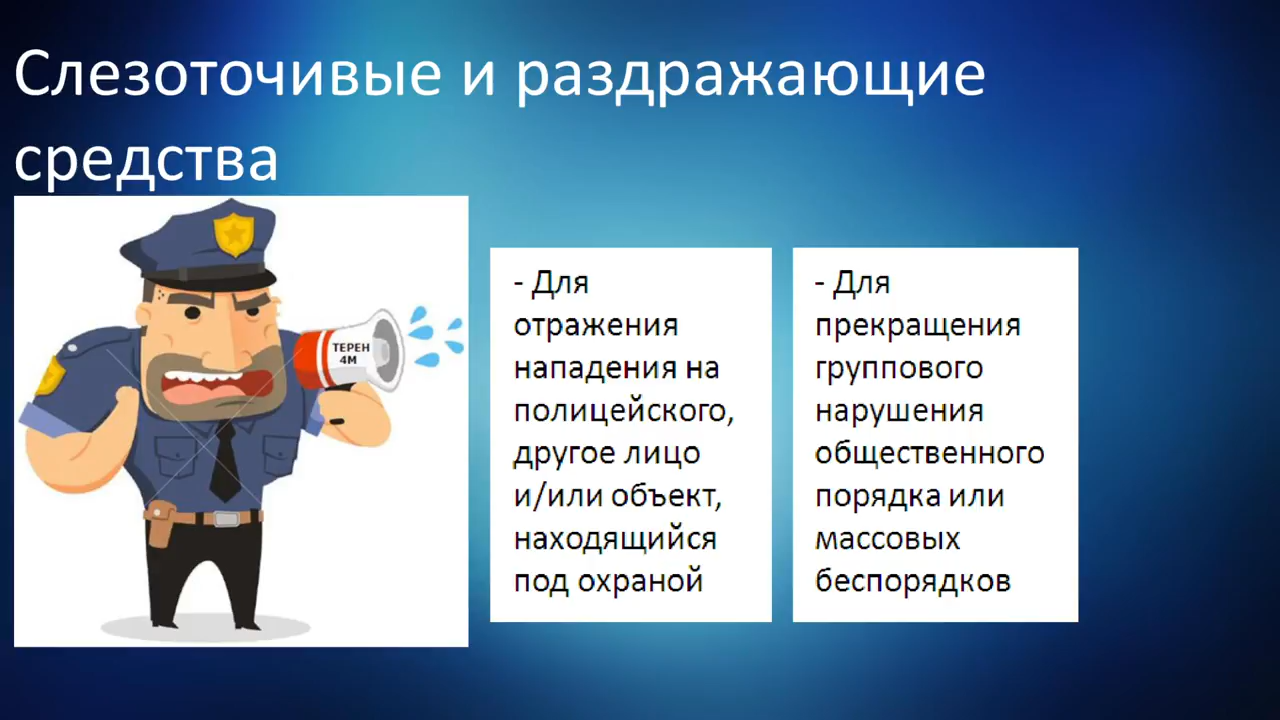 Слезоточивые и раздражающие
средства
ТЕРЕН
4М
- Для
отражения
нападения на
полицейского,
другое лицо
и/или объект,
находящийся
под охраной
- Для
прекращения
группового
нарушения
общественного
порядка или
массовых
беспорядков